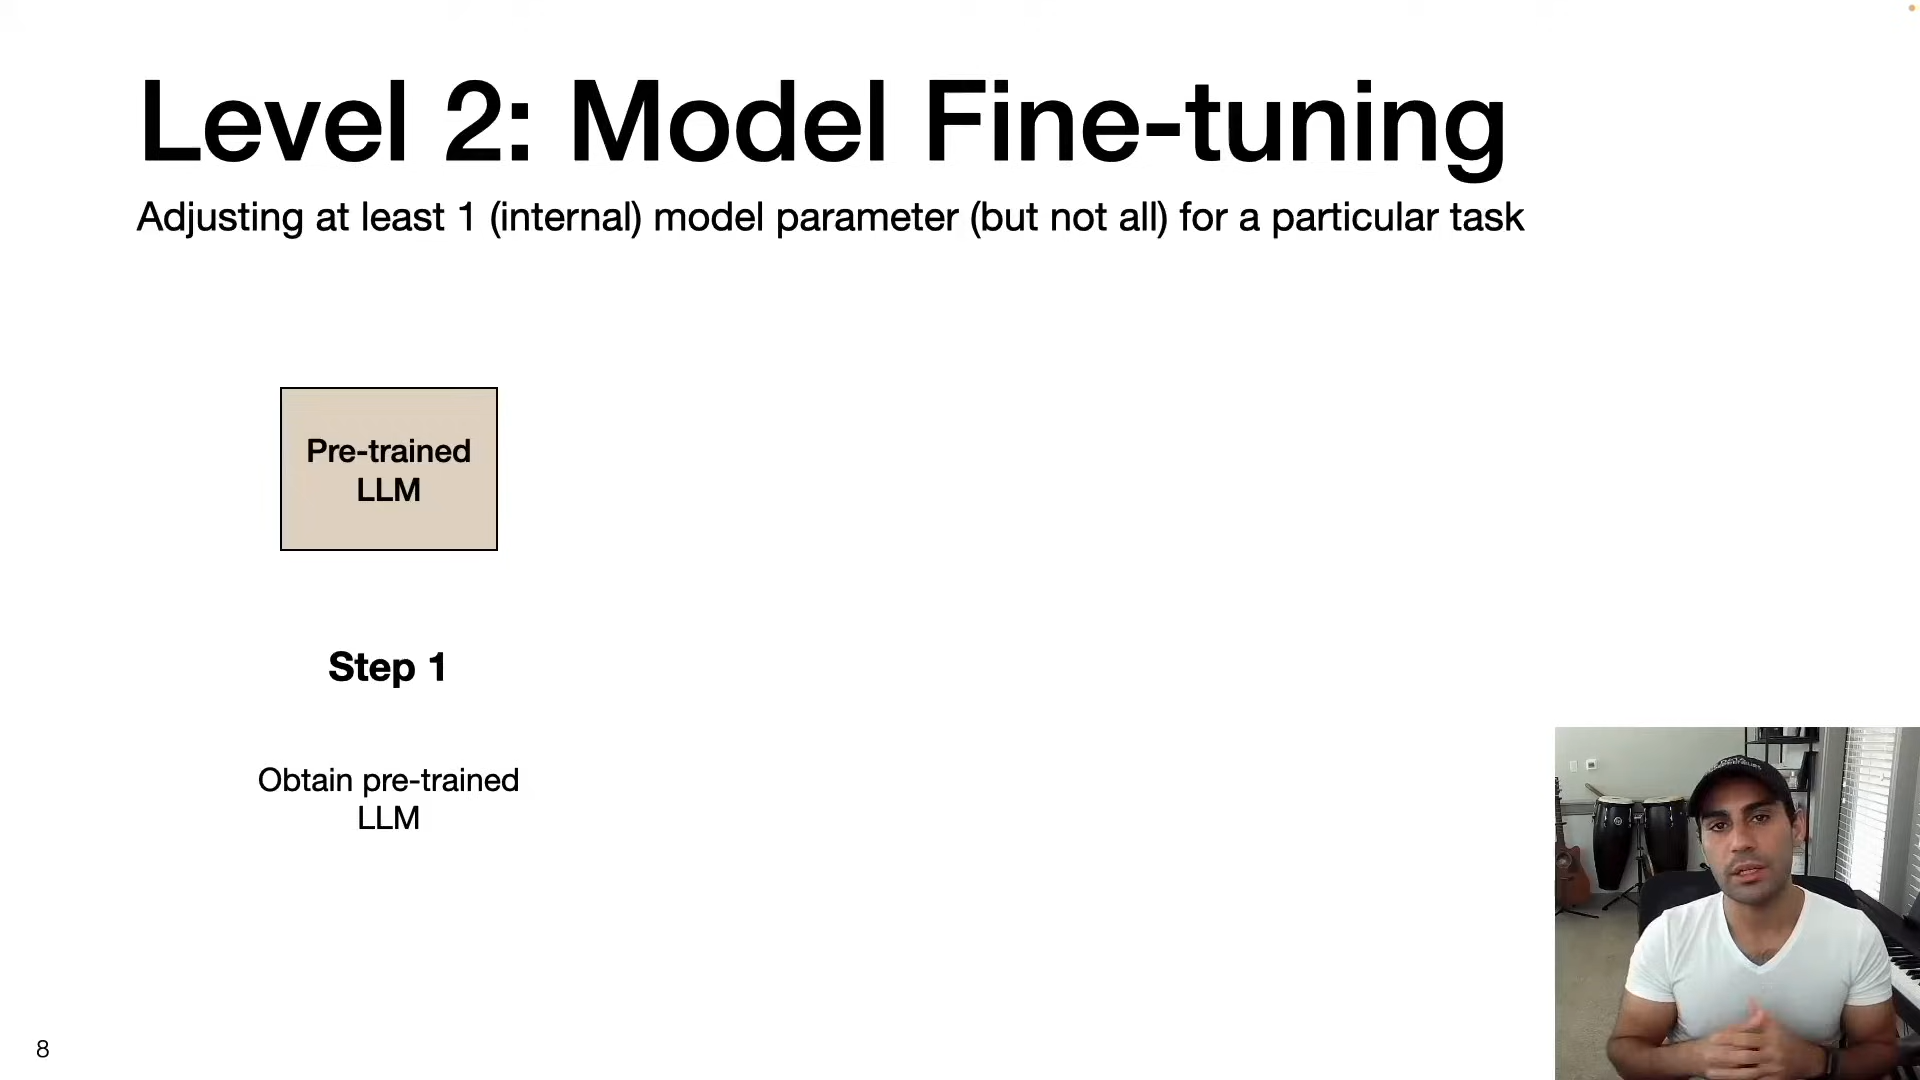 Level 2: Model Fine-tuning
Adjusting at least 1 (internal) model parameter (but not all) for a particular task
Pre-trained
LLM
Step 1
Obtain pre-trained
LLM
8